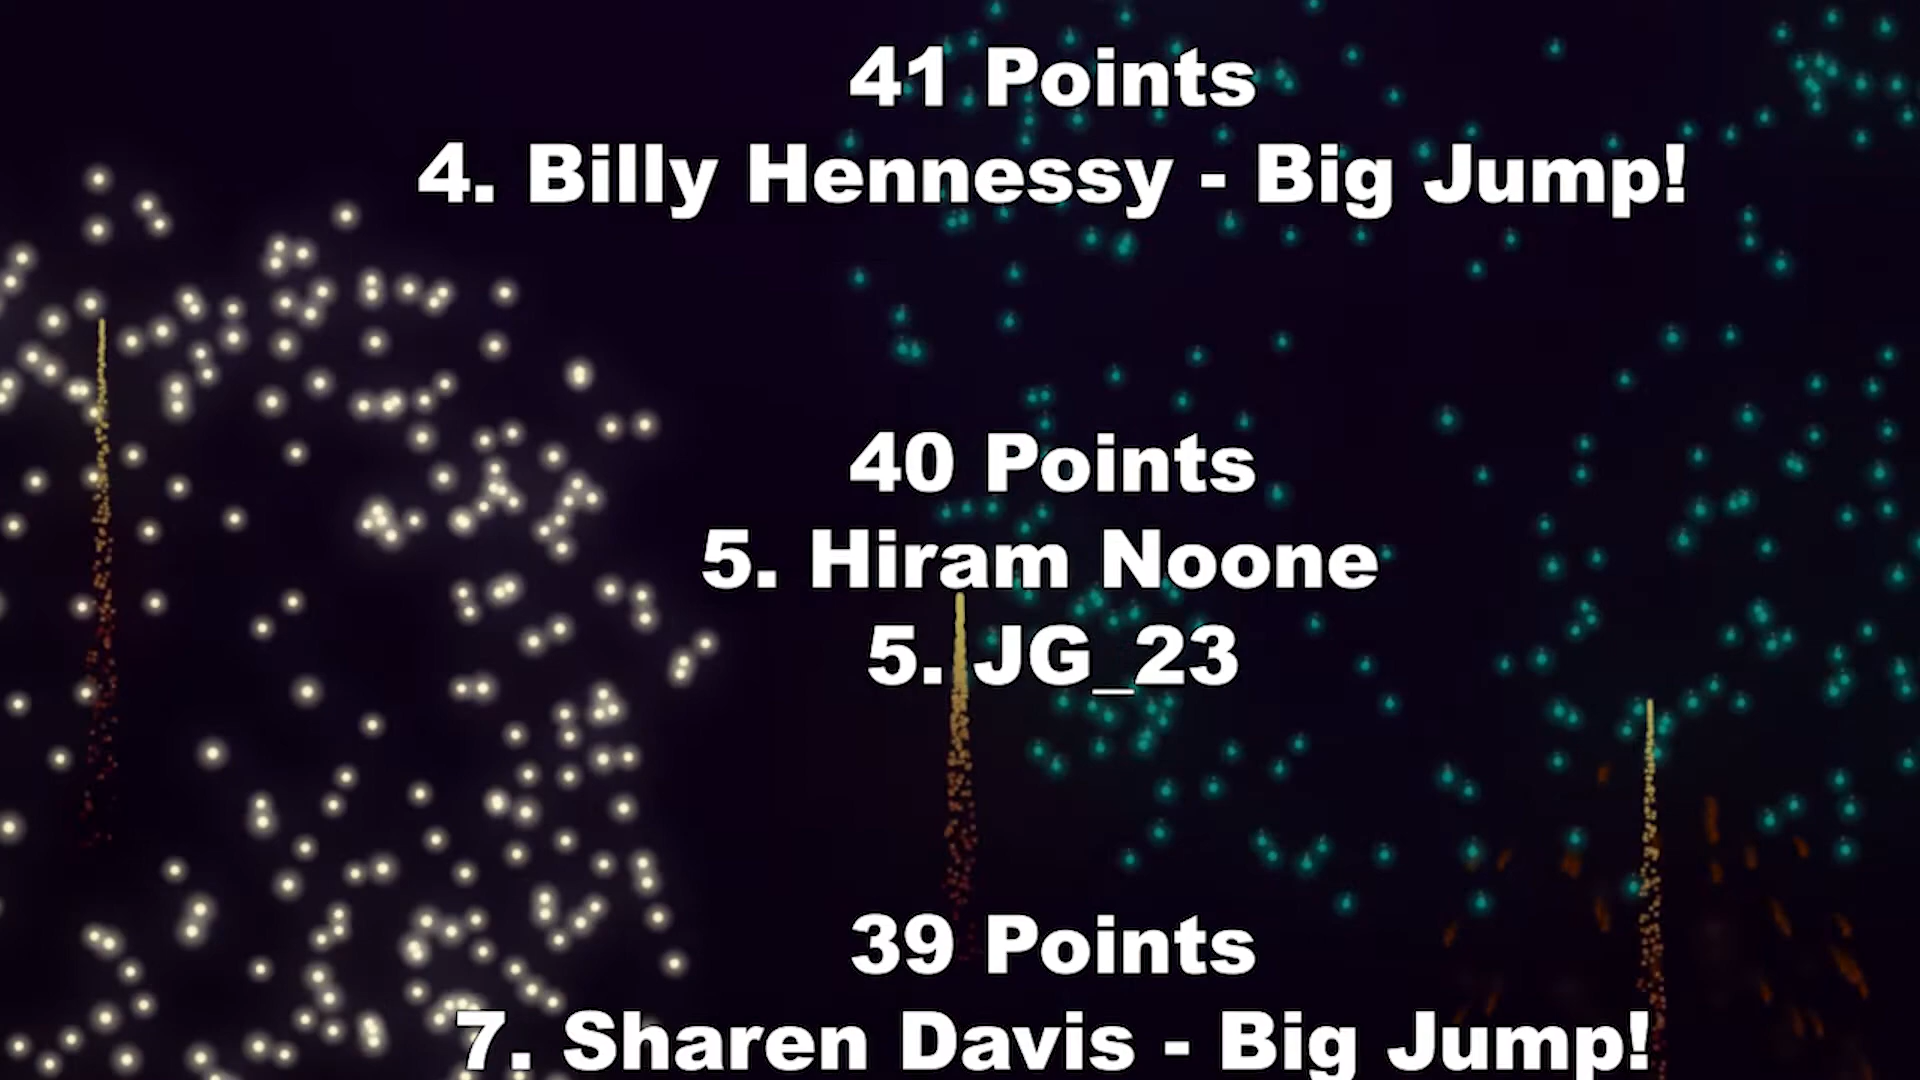 41 Points
4. Billy Hennessy - Big Jump!
40 Points
5. Hiram Noone
5. JG_23
39 Points
7. Sharen Davis - Big Jump!